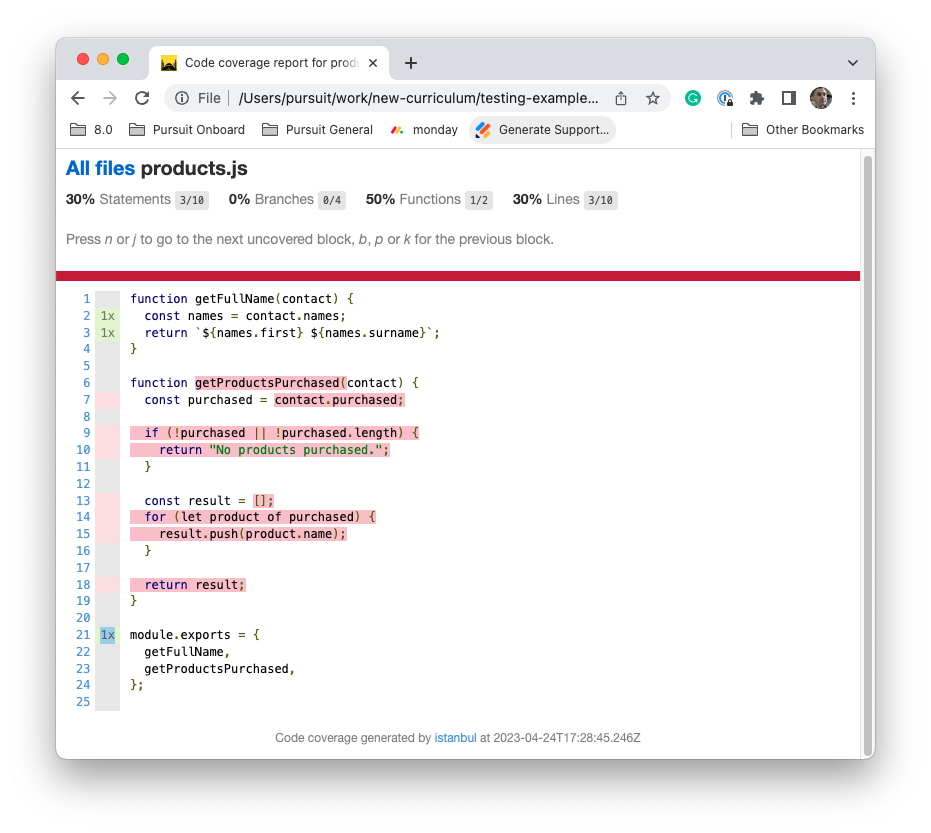 Code coverage report for produ
File
/Users/pursuit/work/new-curriculum/testing-example...
8.0
Pursuit Onboard
Pursuit General
monday
Generate Support...
Other Bookmarks
All files products.js
30% Statements 3/10 0% Branches 0/4 50% Functions 1/2 30% Lines 3/10
Press n or j to go to the next uncovered block, b, p or k for the previous block.
1 function getFullName(contact) {
2 1x   const names = contact.names;
3 1x   return `${names.first} ${names.surname}`;
4 }
5
6 function getProductsPurchased(contact) {
7   const purchased = contact.purchased;
8
9   if (!purchased || !purchased.length) {
10     return "No products purchased.";
11   }
12
13   const result = [];
14   for (let product of purchased) {
15     result.push(product.name);
16   }
17
18   return result;
19 }
20
21 1x module.exports = {
22   getFullName,
23   getProductsPurchased,
24 };
25
Code coverage generated by istanbul at 2023-04-24T17:28:45.246Z